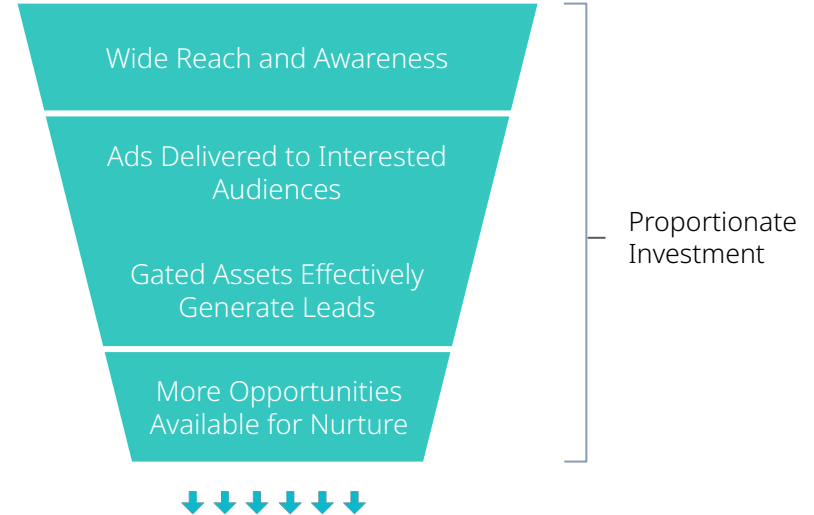 Wide Reach and Awareness
Ads Delivered to Interested
Audiences
Gated Assets Effectively
Generate Leads
More Opportunities
Available for Nurture
Proportionate
Investment